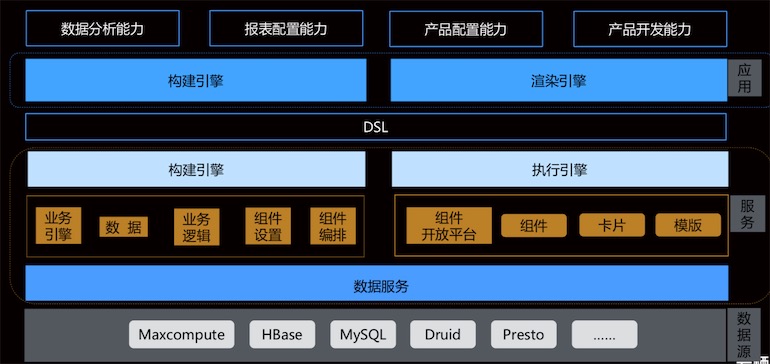 数据分析能力
报表配置能力
产品配置能力
产品开发能力
构建引擎
渲染引擎
应
用
DSL
构建引擎
执行引擎
业务
引擎
数 据
业务
逻辑
组件
设置
组件
编排
组件
开放平台
组件
卡片
模版
服
务
数据服务
Maxcompute
HBase
MySQL
Druid
Presto
......
数
据
源